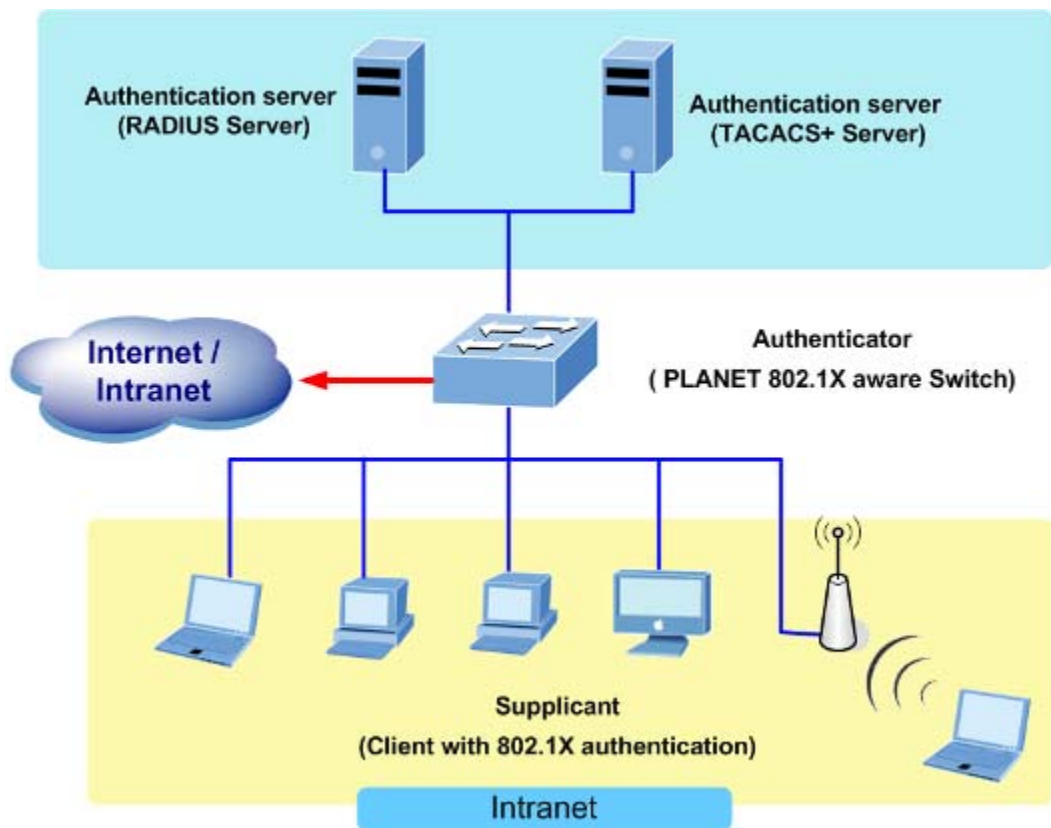 Authentication server
(RADIUS Server)
Authentication server
(TACACS+ Server)
Internet /
Intranet
Authenticator
( PLANET 802.1X aware Switch)
Supplicant
(Client with 802.1X authentication)
Intranet